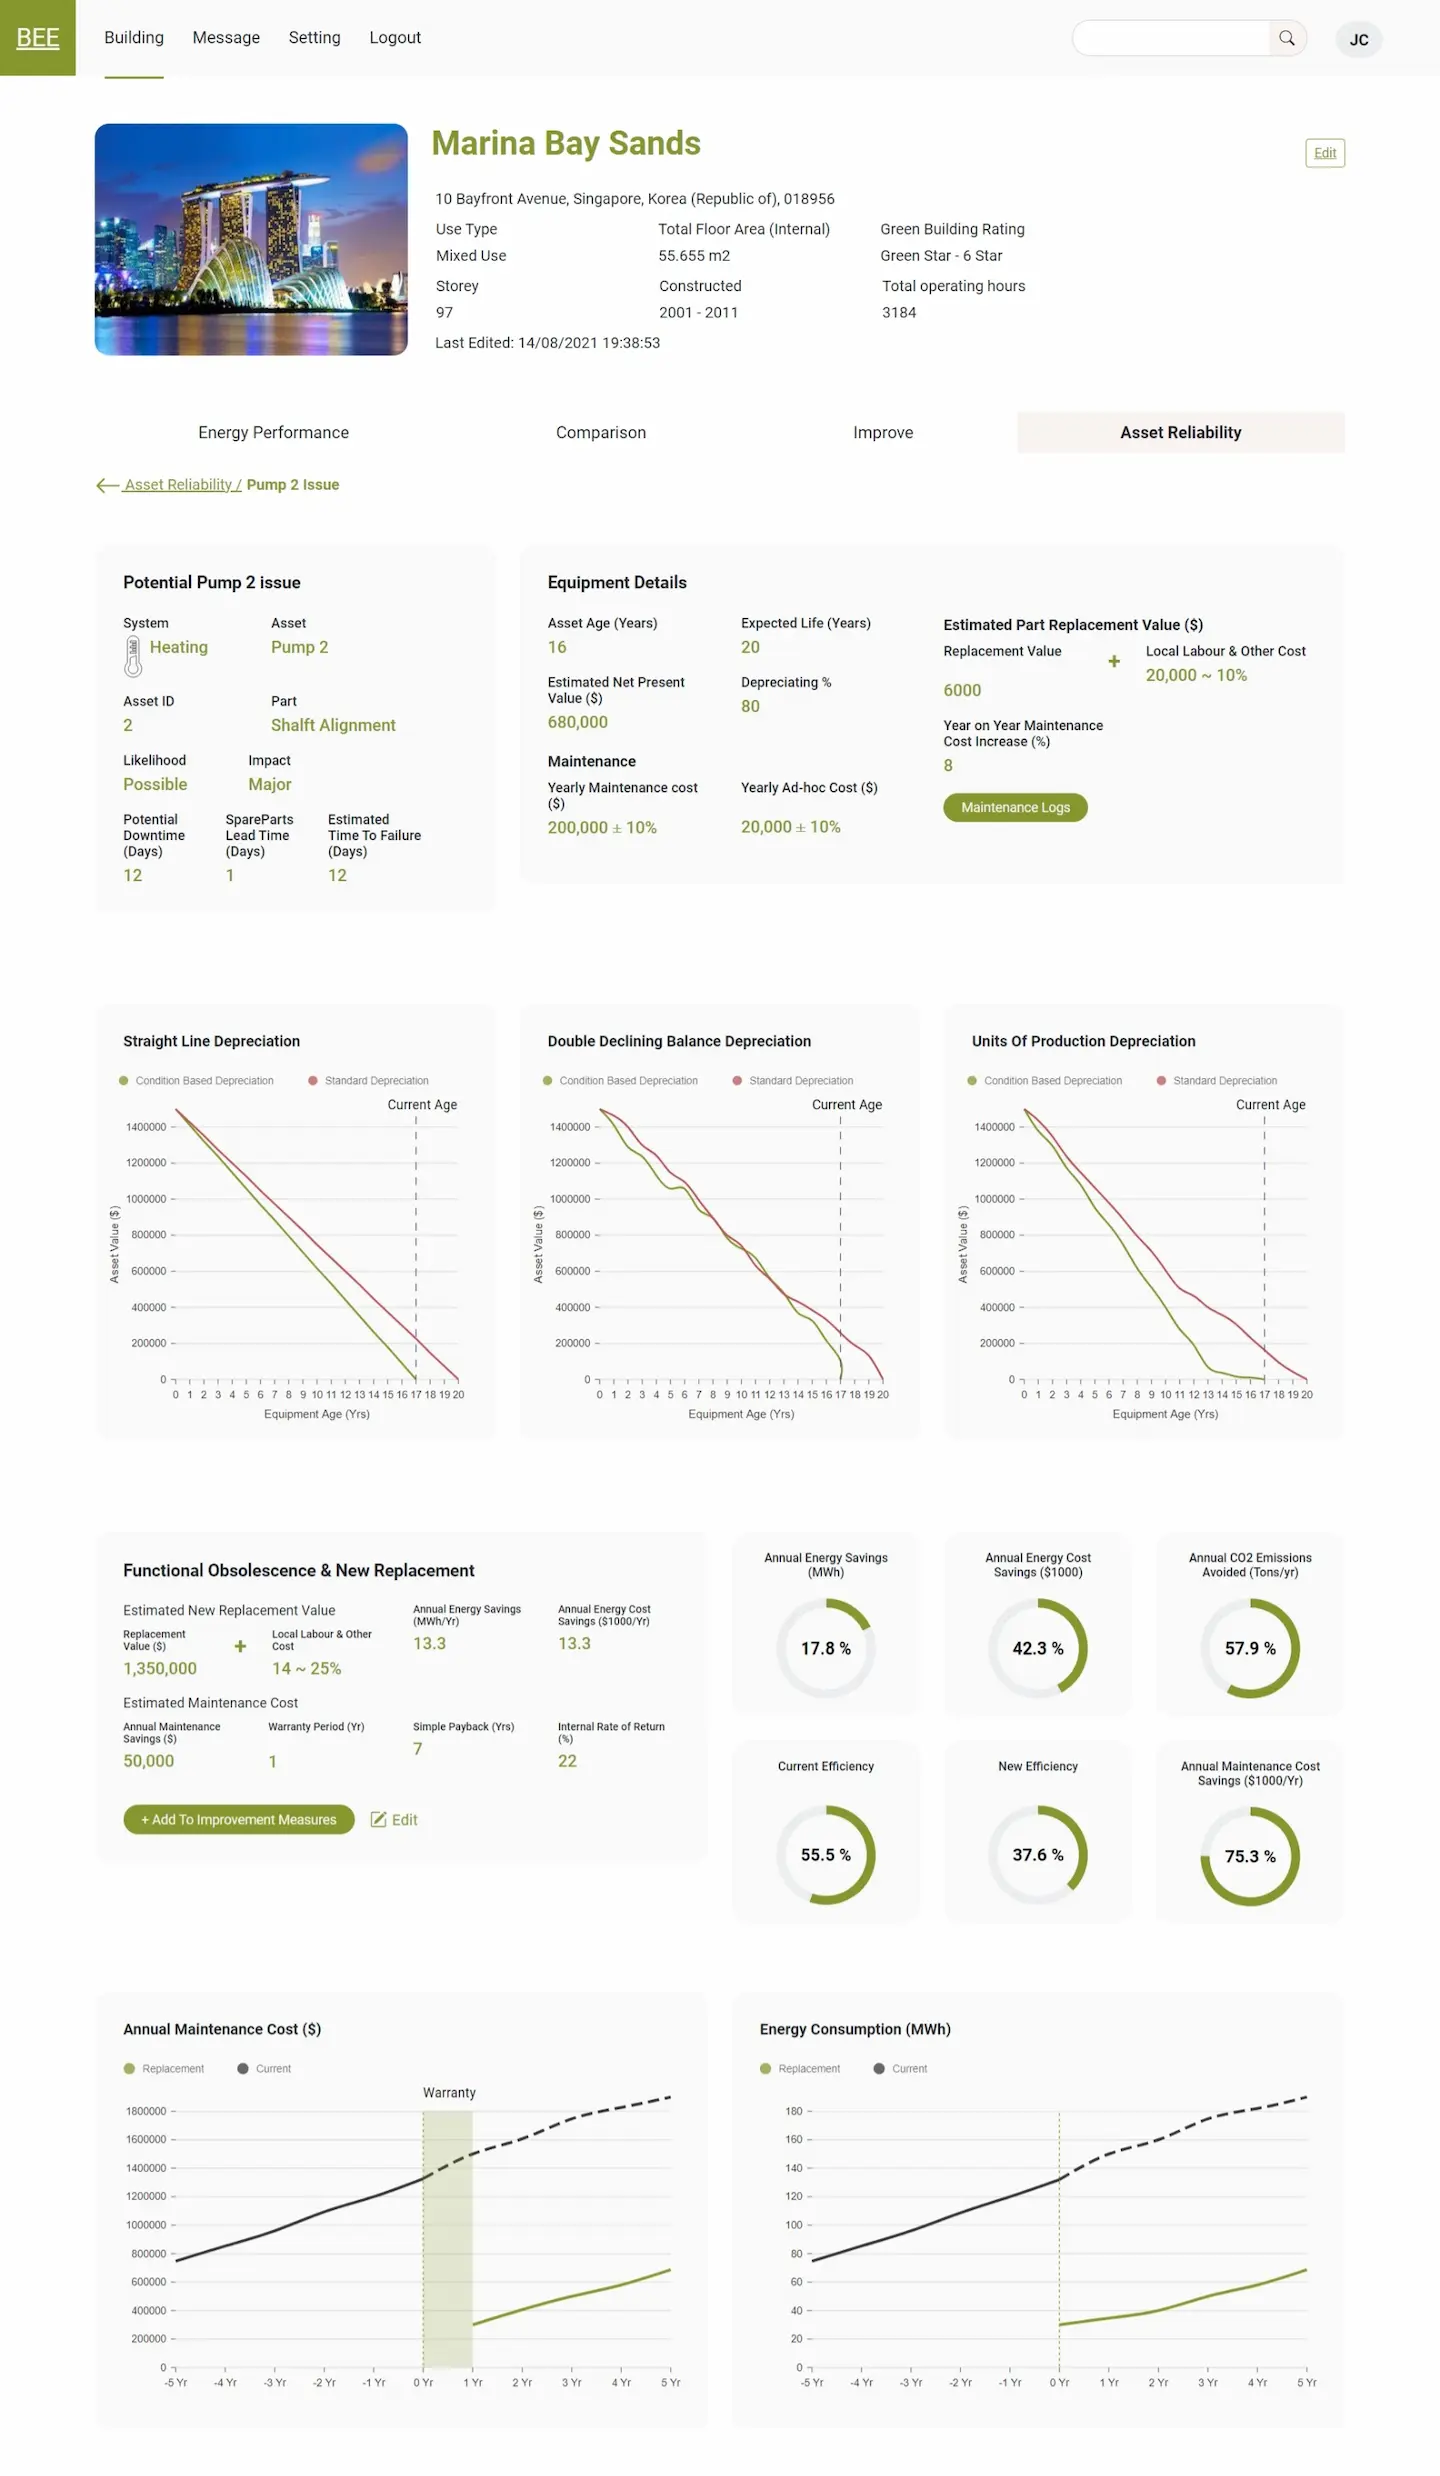 BEE
Building Message Setting Logout
JC
Marina Bay Sands
Edit
10 Bayfront Avenue, Singapore, Korea (Republic of), 018956
Use Type Total Floor Area (Internal) Green Building Rating
Mixed Use 55.655 m2 Green Star - 6 Star
Storey Constructed Total operating hours
97 2001 - 2011 3184
Last Edited: 14/08/2021 19:38:53
Energy Performance Comparison Improve Asset Reliability
Asset Reliability / Pump 2 Issue
Potential Pump 2 issue
System Asset
Heating Pump 2
Asset ID Part
2 Shalft Alignment
Likelihood Impact
Possible Major
Potential SpareParts Estimated
Downtime Lead Time Time To Failure
(Days) (Days) (Days)
12 1 12
Equipment Details
Asset Age (Years) Expected Life (Years)
16 20
Estimated Net Present Depreciating %
Value ($) 80
680,000
Maintenance
Yearly Maintenance cost Yearly Ad-hoc Cost ($)
($)
200,000 ± 10% 20,000 ± 10%
Estimated Part Replacement Value ($)
Replacement Value + Local Labour & Other Cost
6000 20,000 ~ 10%
Year on Year Maintenance
Cost Increase (%)
8
Maintenance Logs
Straight Line Depreciation
Condition Based Depreciation Standard Depreciation
Current Age
1400000
1200000
1000000
800000
600000
400000
200000
0
Asset Value ($)
0 1 2 3 4 5 6 7 8 9 10 11 12 13 14 15 16 17 18 19 20
Equipment Age (Yrs)
Double Declining Balance Depreciation
Condition Based Depreciation Standard Depreciation
Current Age
1400000
1200000
1000000
800000
600000
400000
200000
0
Asset Value ($)
0 1 2 3 4 5 6 7 8 9 10 11 12 13 14 15 16 17 18 19 20
Equipment Age (Yrs)
Units Of Production Depreciation
Condition Based Depreciation Standard Depreciation
Current Age
1400000
1200000
1000000
800000
600000
400000
200000
0
Asset Value ($)
0 1 2 3 4 5 6 7 8 9 10 11 12 13 14 15 16 17 18 19 20
Equipment Age (Yrs)
Functional Obsolescence & New Replacement
Estimated New Replacement Value
Replacement
Value ($)
1,350,000
+
Local Labour & Other
Cost
14 ~ 25%
Annual Energy Savings
(MWh/Yr)
13.3
Annual Energy Cost
Savings ($1000/Yr)
13.3
Estimated Maintenance Cost
Annual Maintenance
Savings ($)
50,000
Warranty Period (Yr)
1
Simple Payback (Yrs)
7
Internal Rate of Return
(%)
22
+ Add To Improvement Measures Edit
Annual Energy Savings
(MWh)
17.8 %
Annual Energy Cost
Savings ($1000)
42.3 %
Annual CO2 Emissions
Avoided (Tons/yr)
57.9 %
Current Efficiency
55.5 %
New Efficiency
37.6 %
Annual Maintenance Cost
Savings ($1000/Yr)
75.3 %
Annual Maintenance Cost ($)
Replacement Current
Warranty
1800000
1600000
1400000
1200000
1000000
800000
600000
400000
200000
0
-5 Yr -4 Yr -3 Yr -2 Yr -1 Yr 0 Yr 1 Yr 2 Yr 3 Yr 4 Yr 5 Yr
Energy Consumption (MWh)
Replacement Current
180
160
140
120
100
80
60
40
20
0
-5 Yr -4 Yr -3 Yr -2 Yr -1 Yr 0 Yr 1 Yr 2 Yr 3 Yr 4 Yr 5 Yr